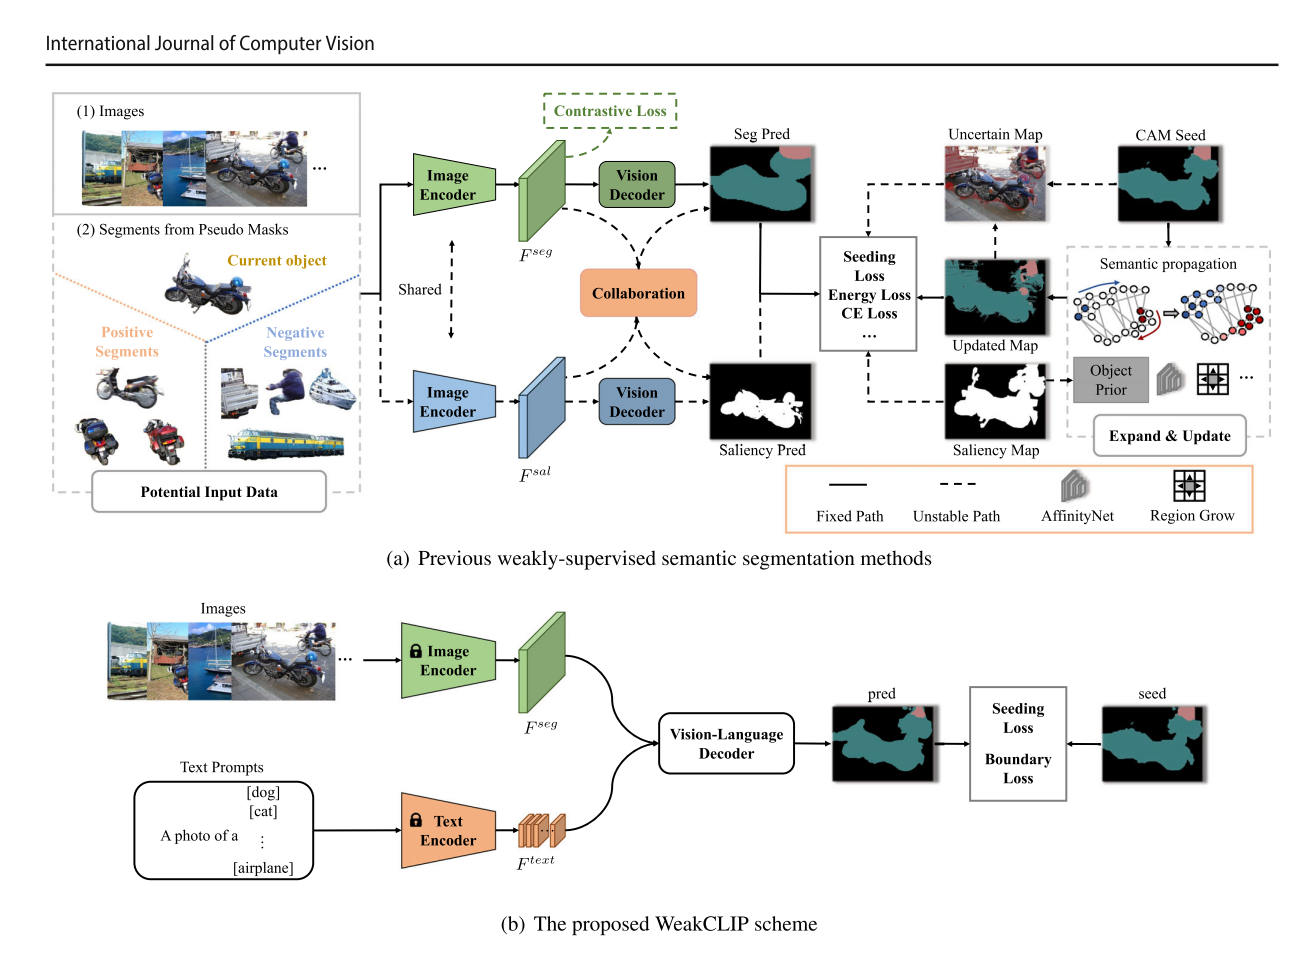 International Journal of Computer Vision
(1) Images
...
(2) Segments from Pseudo Masks
Current object
Positive
Segments
Negative
Segments
Potential Input Data
Shared
Image
Encoder
Image
Encoder
F^seg
F^sal
Contrastive Loss
Vision
Decoder
Collaboration
Vision
Decoder
Seg Pred
Saliency Pred
Seeding
Loss
Energy Loss
CE Loss
...
Uncertain Map
Updated Map
Saliency Map
CAM Seed
Semantic propagation
Object
Prior
...
Expand & Update
Fixed Path
Unstable Path
AffinityNet
Region Grow
(a) Previous weakly-supervised semantic segmentation methods
Images
...
Image
Encoder
F^seg
Text Prompts
[dog]
[cat]
A photo of a
⋮
[airplane]
Text
Encoder
...
F^text
Vision-Language
Decoder
pred
Seeding
Loss
Boundary
Loss
seed
(b) The proposed WeakCLIP scheme